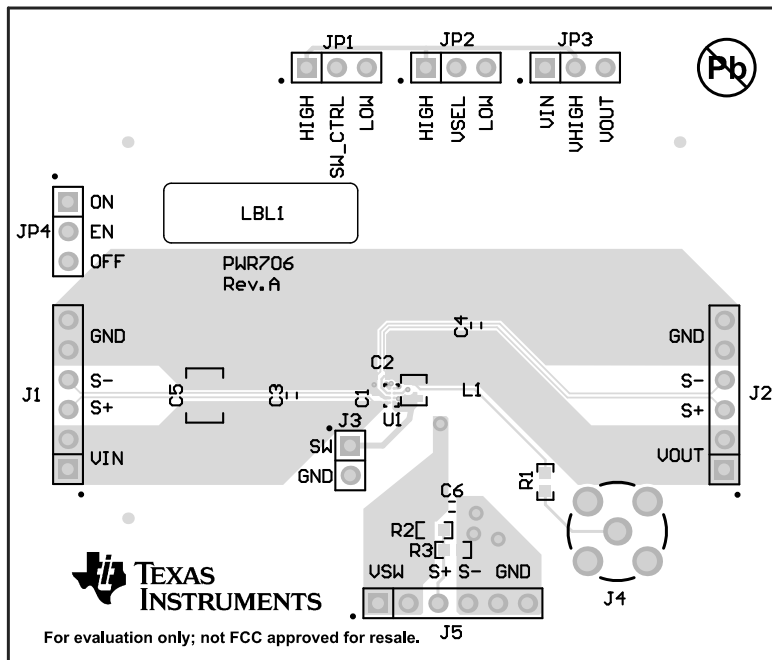 JP1 JP2 JP3
Pb
HIGH
SW_CTRL
LOW
HIGH
VSEL
LOW
VIN
VHIGH
VOUT
JP4
ON
EN
OFF
LBL1
PWR706
Rev.A
J1
GND
S-
S+
VIN
C5
C3
C1
C2
U1
L1
C4
J2
GND
S-
S+
VOUT
J3
SW
GND
R1
C6
R2
R3
VSW S+ S- GND
J5
J4
TEXAS
INSTRUMENTS
For evaluation only; not FCC approved for resale.